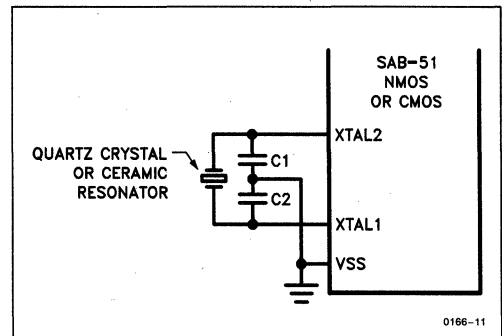 SAB-51
NMOS
OR CMOS
XTAL2
QUARTZ CRYSTAL
OR CERAMIC
RESONATOR
C1
C2
XTAL1
VSS
0166-11